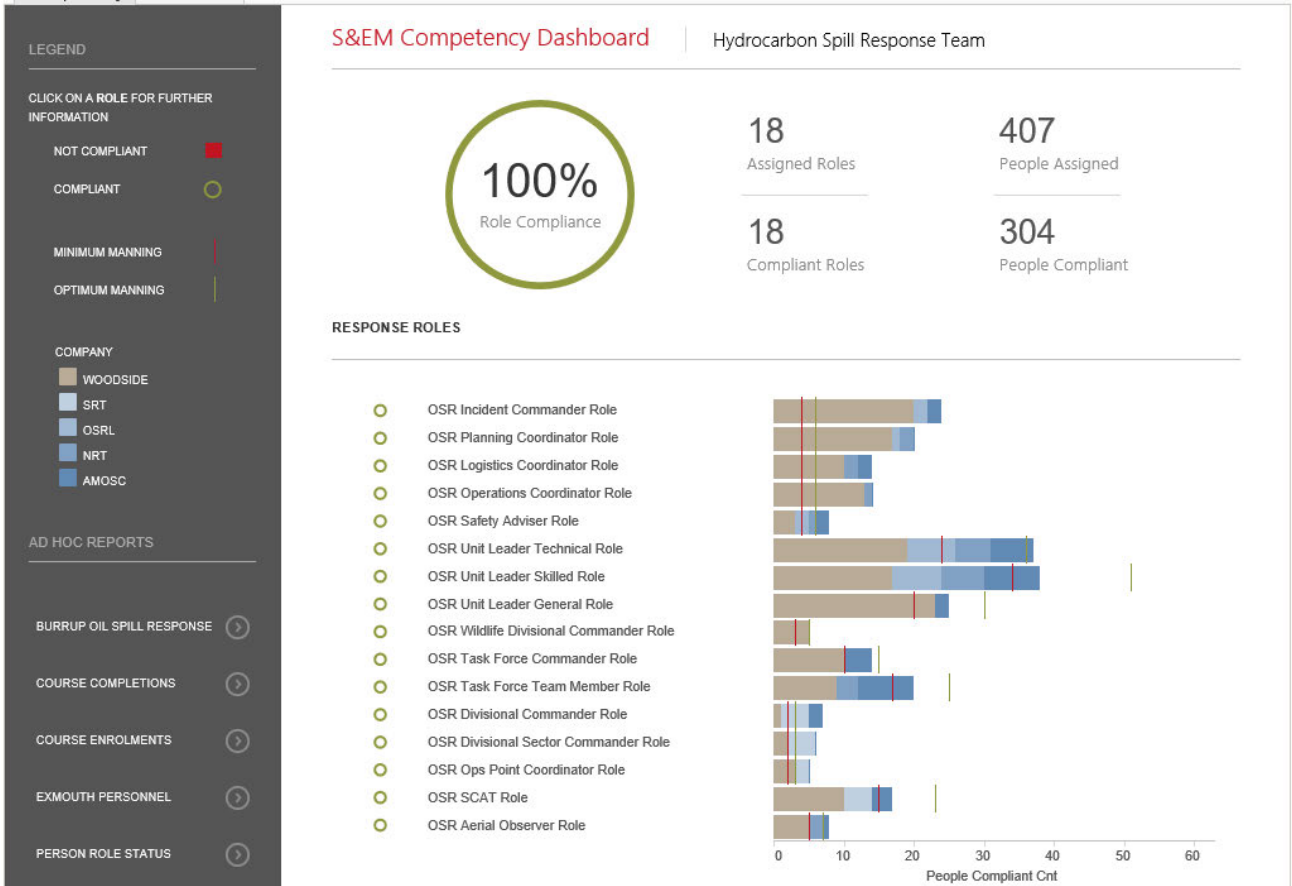 LEGEND
CLICK ON A ROLE FOR FURTHER
INFORMATION
NOT COMPLIANT
COMPLIANT
MINIMUM MANNING
OPTIMUM MANNING
COMPANY
WOODSIDE
SRT
OSRL
NRT
AMOSC
AD HOC REPORTS
BURRUP OIL SPILL RESPONSE
COURSE COMPLETIONS
COURSE ENROLMENTS
EXMOUTH PERSONNEL
PERSON ROLE STATUS
S&EM Competency Dashboard
Hydrocarbon Spill Response Team
100%
Role Compliance
18
Assigned Roles
407
People Assigned
18
Compliant Roles
304
People Compliant
RESPONSE ROLES
OSR Incident Commander Role
OSR Planning Coordinator Role
OSR Logistics Coordinator Role
OSR Operations Coordinator Role
OSR Safety Adviser Role
OSR Unit Leader Technical Role
OSR Unit Leader Skilled Role
OSR Unit Leader General Role
OSR Wildlife Divisional Commander Role
OSR Task Force Commander Role
OSR Task Force Team Member Role
OSR Divisional Commander Role
OSR Divisional Sector Commander Role
OSR Ops Point Coordinator Role
OSR SCAT Role
OSR Aerial Observer Role
0 10 20 30 40 50 60
People Compliant Cnt